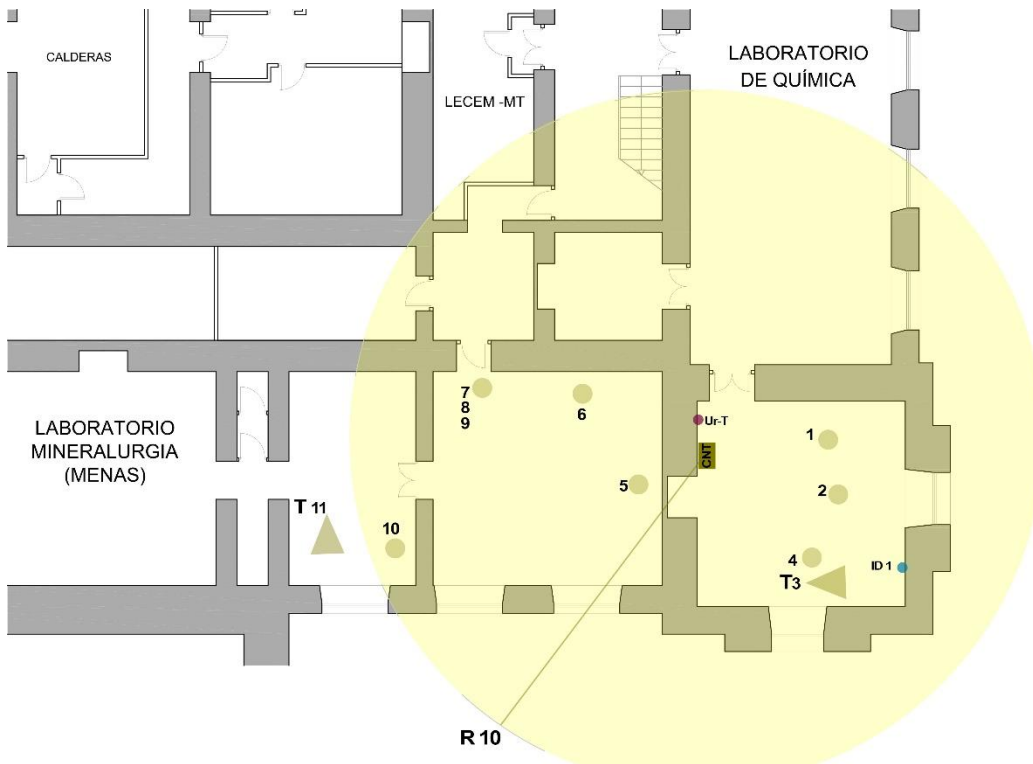 CALDERAS
LECEM -MT
LABORATORIO
DE QUÍMICA
LABORATORIO
MINERALURGIA
(MENAS)
7
8
9
6
5
Ur-T
CNT
1
2
4
T3
ID 1
T 11
10
R 10